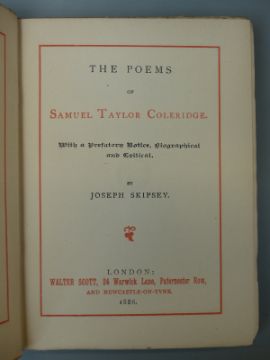 THE POEMS
OF
SAMUEL TAYLOR COLERIDGE.
With a Prefatory Notice, Biographical
and Critical,
BY
JOSEPH SKIPSEY.
LONDON:
WALTER SCOTT, 24 Warwick Lane, Paternoster Row,
AND NEWCASTLE-ON-TYNE.
1886.